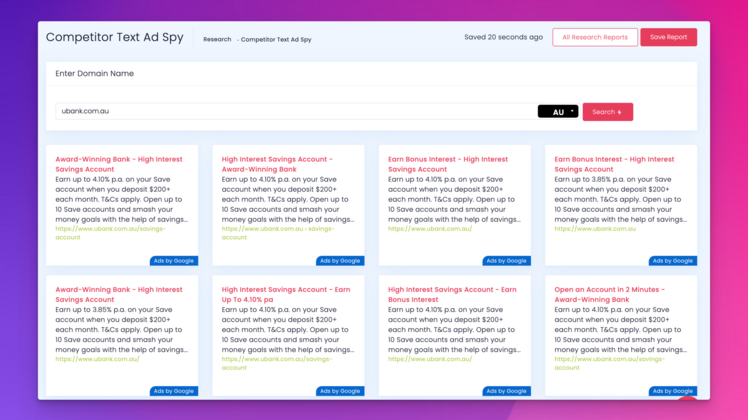 Competitor Text Ad Spy
Research - Competitor Text Ad Spy
Saved 20 seconds ago
All Research Reports
Save Report
Enter Domain Name
ubank.com.au
AU
Search
Award-Winning Bank - High Interest
Savings Account
Earn up to 4.10% p.a. on your Save
account when you deposit $200+
each month. T&Cs apply. Open up to
10 Save accounts and smash your
money goals with the help of savings...
https://www.ubank.com.au/savings-
account
Ads by Google
High Interest Savings Account -
Award-Winning Bank
Earn up to 4.10% p.a. on your Save
account when you deposit $200+
each month. T&Cs apply. Open up to
10 Save accounts and smash your
money goals with the help of savings...
https://www.ubank.com.au › savings-
account
Ads by Google
Earn Bonus Interest - High Interest
Savings Account
Earn up to 4.10% p.a. on your Save
account when you deposit $200+
each month. T&Cs apply. Open up to
10 Save accounts and smash your
money goals with the help of savings...
https://www.ubank.com.au/
Ads by Google
Earn Bonus Interest - High Interest
Savings Account
Earn up to 3.85% p.a. on your Save
account when you deposit $200+
each month. T&Cs apply. Open up to
10 Save accounts and smash your
money goals with the help of savings...
https://www.ubank.com.au
Ads by Google
Award-Winning Bank - High Interest
Savings Account
Earn up to 3.85% p.a. on your Save
account when you deposit $200+
each month. T&Cs apply. Open up to
10 Save accounts and smash your
money goals with the help of savings...
https://www.ubank.com.au/
Ads by Google
High Interest Savings Account - Earn
Up To 4.10% pa
Earn up to 4.10% p.a. on your Save
account when you deposit $200+
each month. T&Cs apply. Open up to
10 Save accounts and smash your
money goals with the help of savings...
https://www.ubank.com.au/savings-
account
Ads by Google
High Interest Savings Account - Earn
Bonus Interest
Earn up to 4.10% p.a. on your Save
account when you deposit $200+
each month. T&Cs apply. Open up to
10 Save accounts and smash your
money goals with the help of savings...
https://www.ubank.com.au/
Ads by Google
Open an Account in 2 Minutes -
Award-Winning Bank
Earn up to 4.10% p.a. on your Save
account when you deposit $200+
each month. T&Cs apply. Open up to
10 Save accounts and smash your
money goals with the help of savings...
https://www.ubank.com.au/savings-
account
Ads by Google